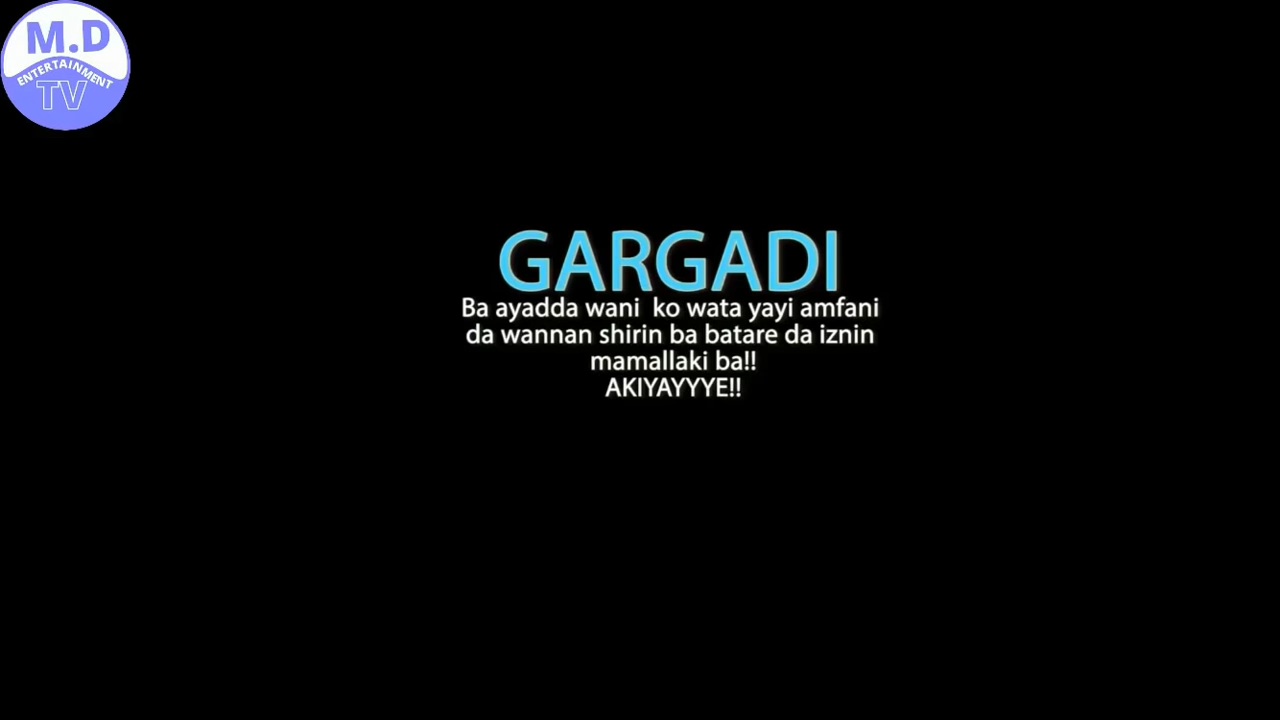 M.D
ENTERTAINMENT
TV
GARGADI
Ba ayadda wani ko wata yayi amfani
da wannan shirin ba batare da iznin
mamallaki ba!!
AKIYAYYYE!!